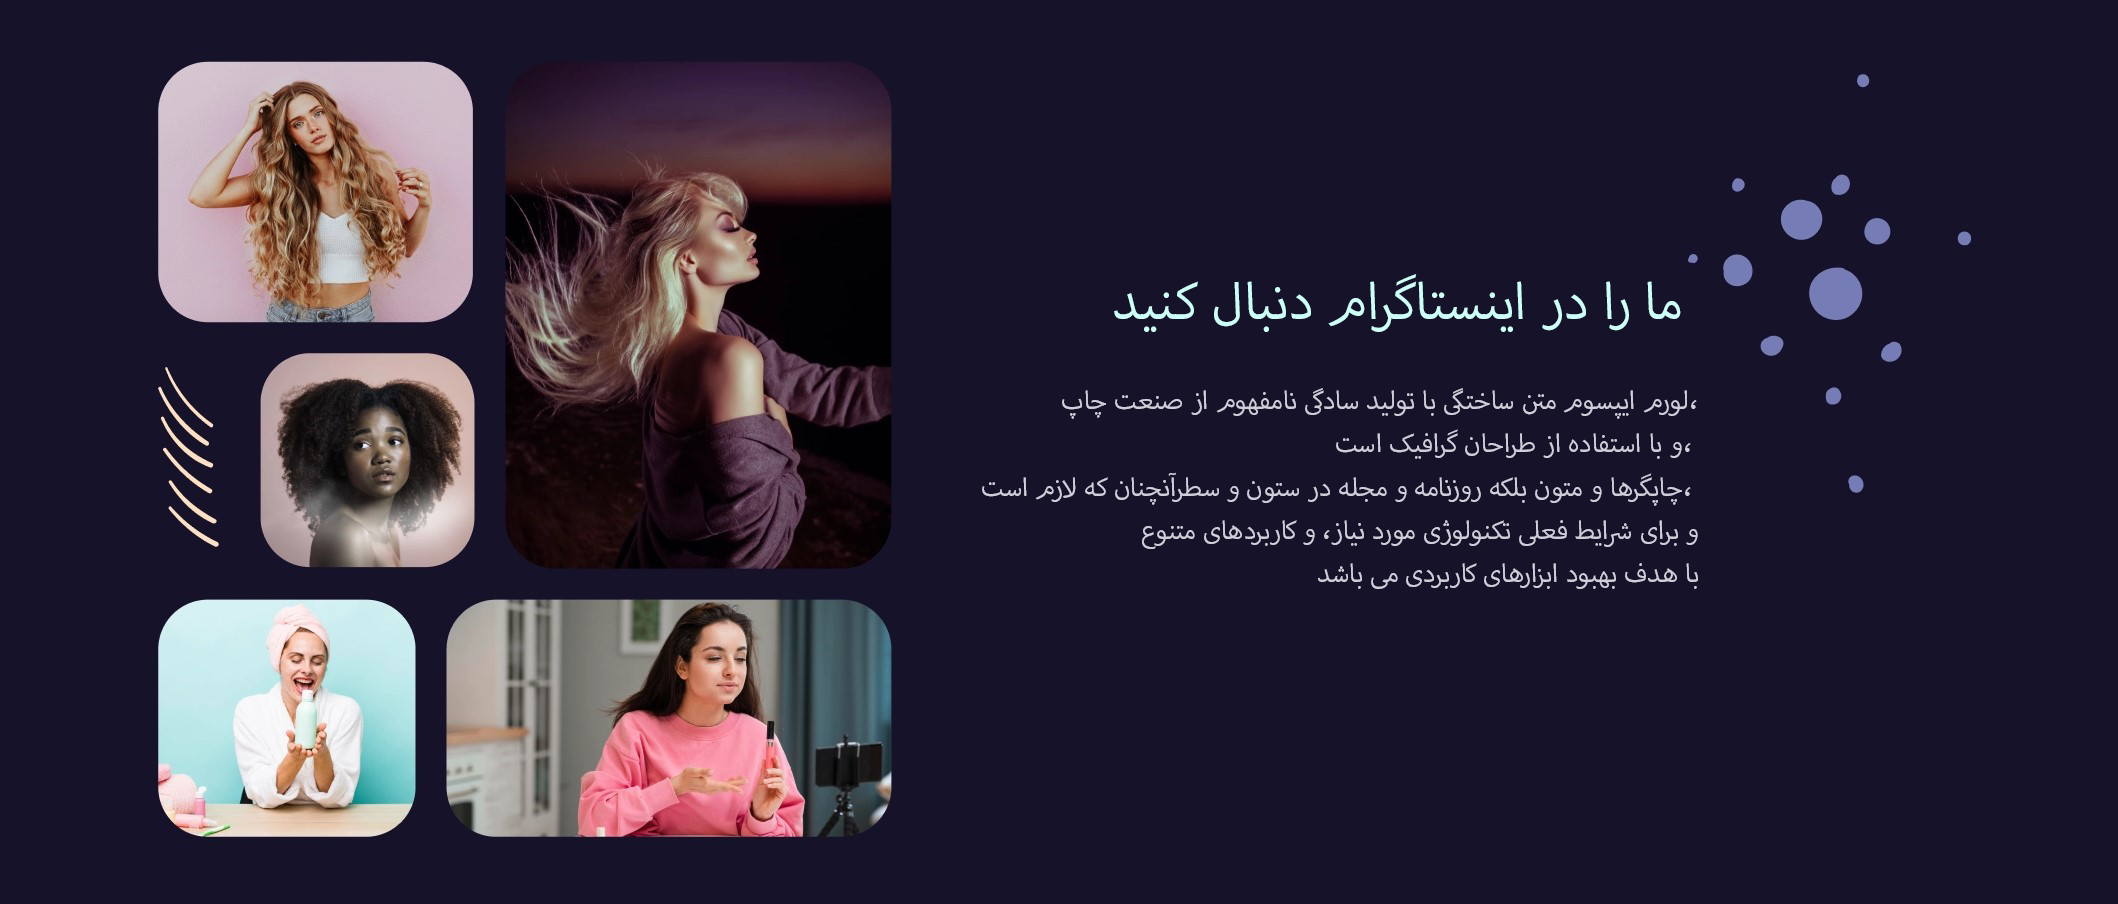 ما را در اینستاگرام دنبال کنید
،لورم ایپسوم متن ساختگی با تولید سادگی نامفهوم از صنعت چاپ
،و با استفاده از طراحان گرافیک است
،چاپگرها و متون بلکه روزنامه و مجله در ستون و سطرآنچنان که لازم است
و برای شرایط فعلی تکنولوژی مورد نیاز، و کاربردهای متنوع
با هدف بهبود ابزارهای کاربردی می باشد